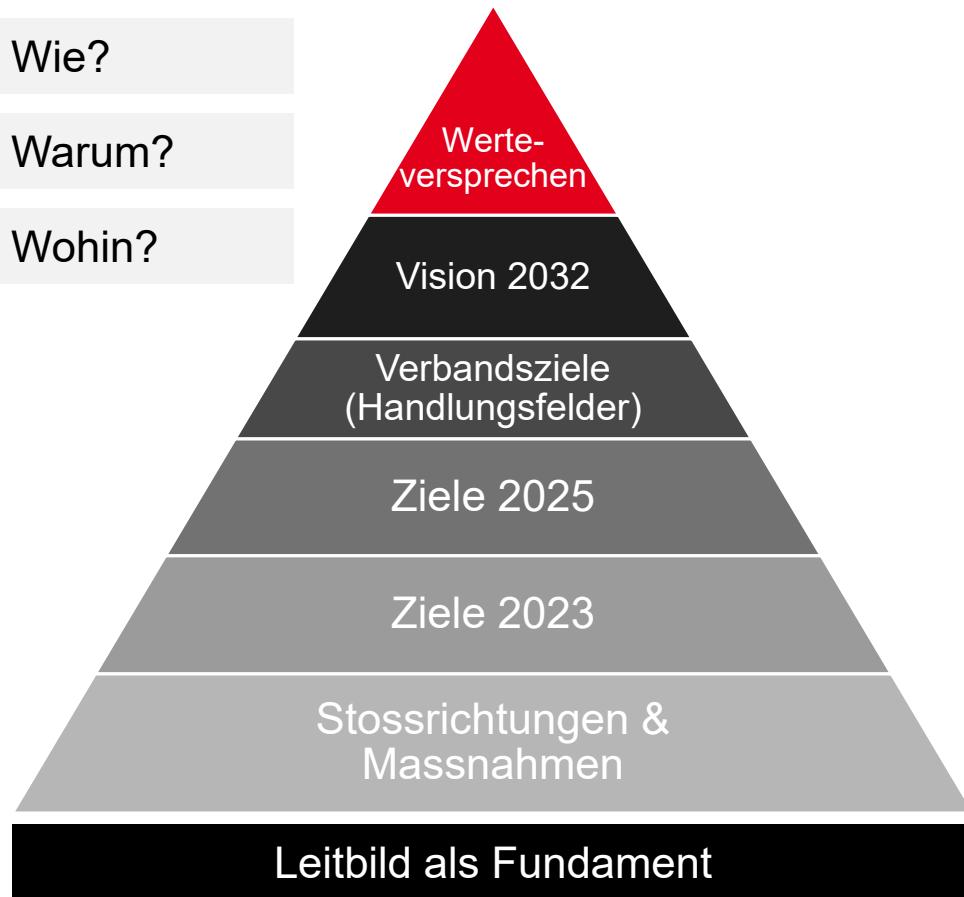 Wie?
Warum?
Wohin?
Werte-
versprechen
Vision 2032
Verbandsziele
(Handlungsfelder)
Ziele 2025
Ziele 2023
Stossrichtungen &
Massnahmen
Leitbild als Fundament